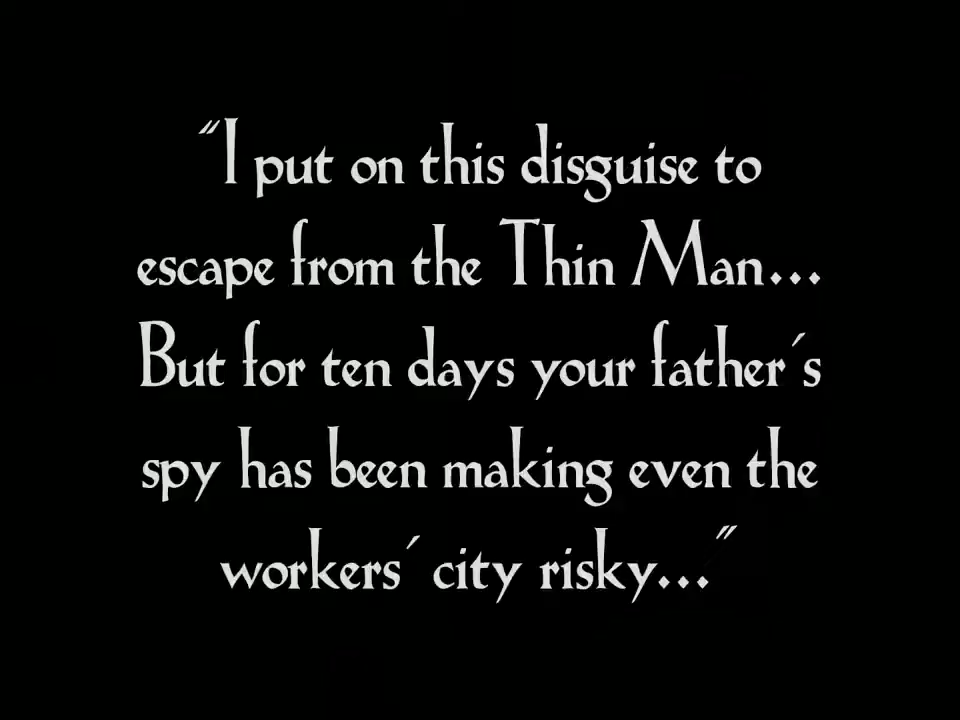 "I put on this disguise to
escape from the Thin Man...
But for ten days your father's
spy has been making even the
workers' city risky..."